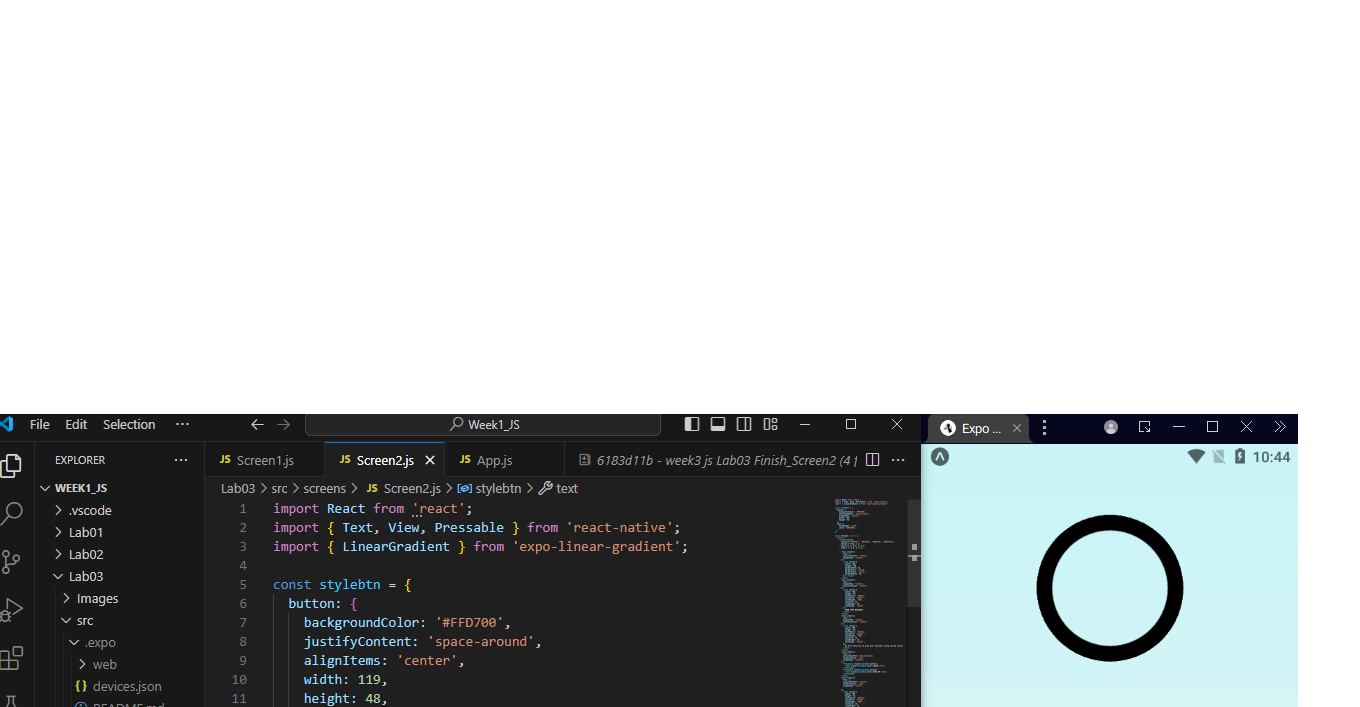 File Edit Selection ··· Week1_JS
Expo ...
EXPLORER ···
JS Screen1.js
JS Screen2.js
JS App.js
6183d11b - week3 js Lab03 Finish_Screen2 (4 f
10:44
WEEK1_JS
.vscode
Lab01
Lab02
Lab03
Images
src
.expo
web
{} devices.json
README.md
Lab03 > src > screens > JS Screen2.js > stylebtn > text
1 import React from 'react';
2 import { Text, View, Pressable } from 'react-native';
3 import { LinearGradient } from 'expo-linear-gradient';
4
5 const stylebtn = {
6 button: {
7 backgroundColor: '#FFD700',
8 justifyContent: 'space-around',
9 alignItems: 'center',
10 width: 119,
11 height: 48,